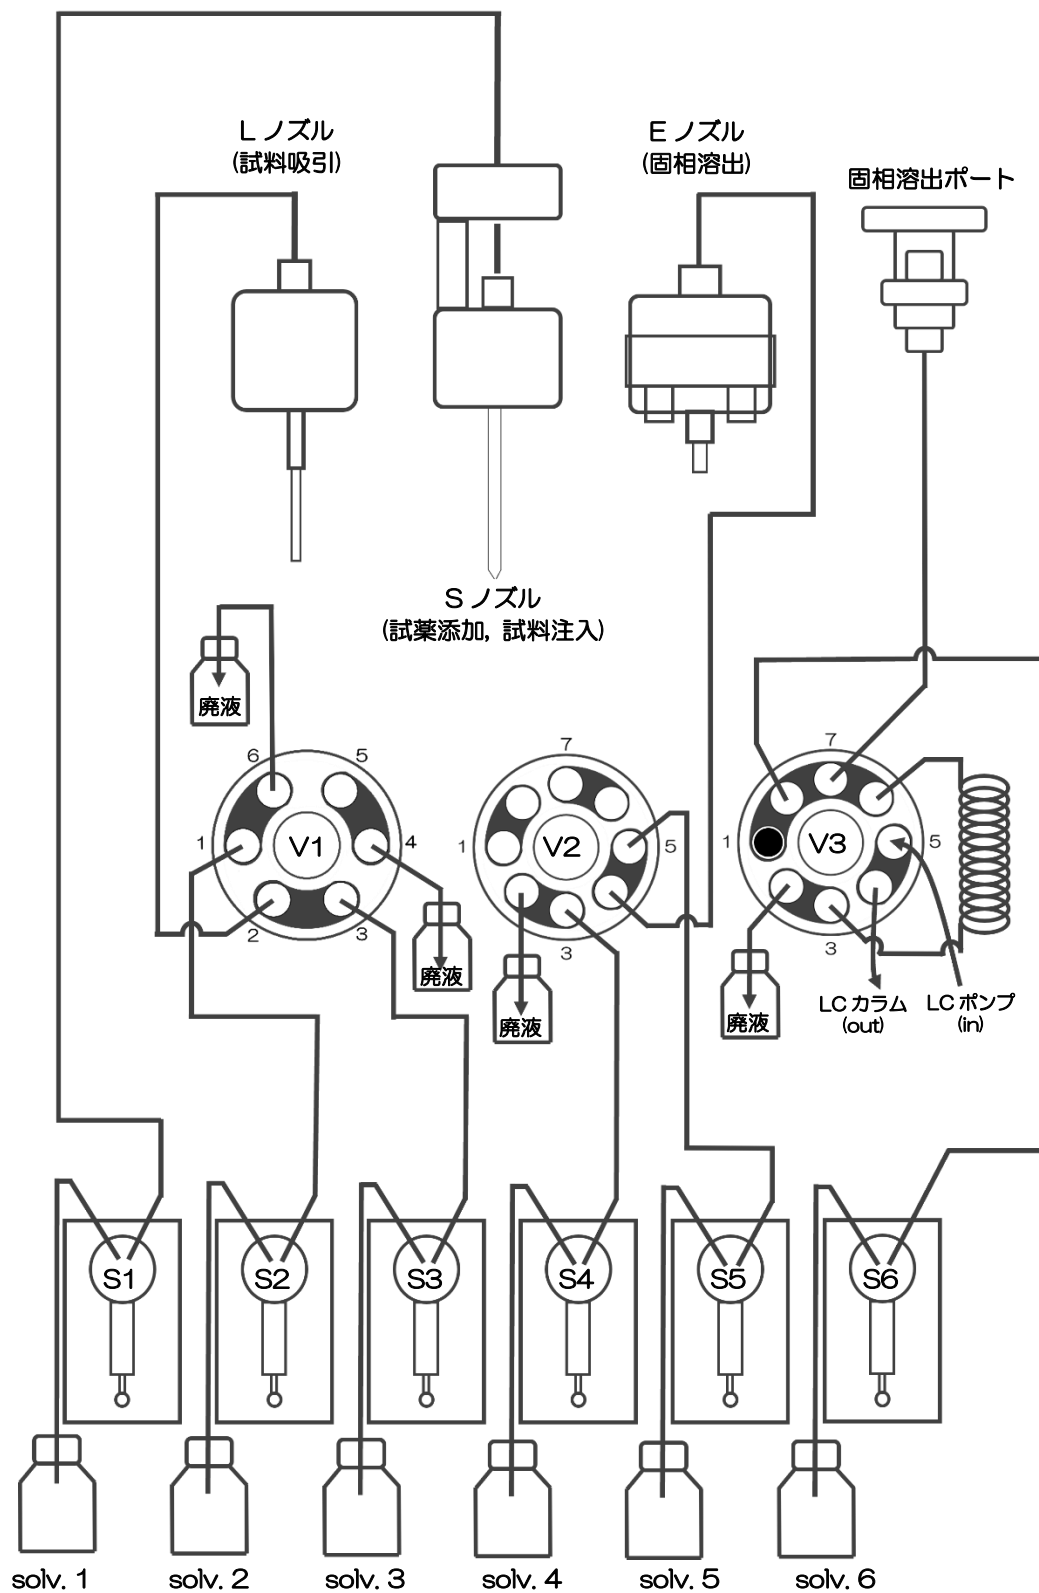 L ノズル
(試料吸引)
E ノズル
(固相溶出)
固相溶出ポート
S ノズル
(試薬添加, 試料注入)
廃液
6
5
1
V1
4
2
3
廃液
7
1
V2
5
3
廃液
7
1
V3
5
3
廃液
LC カラム
(out)
LC ポンプ
(in)
S1
S2
S3
S4
S5
S6
solv. 1
solv. 2
solv. 3
solv. 4
solv. 5
solv. 6